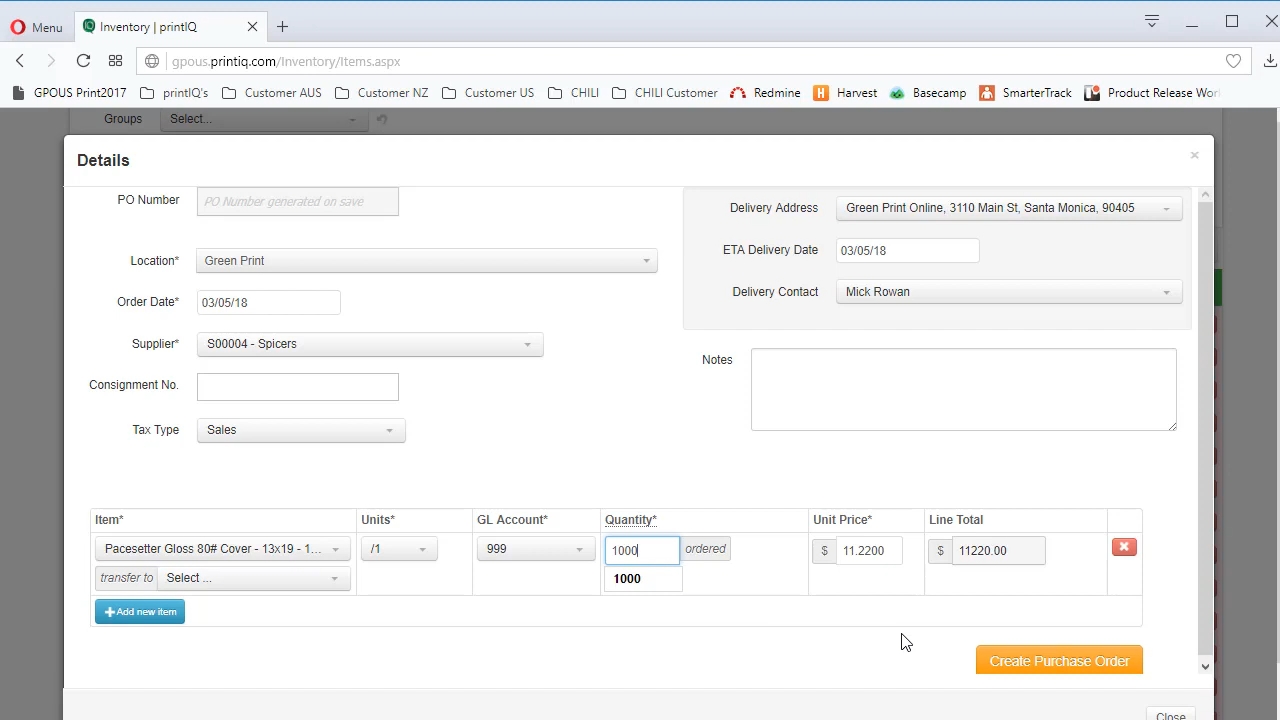 Menu
Inventory | printIQ
gpous.printiq.com/Inventory/Items.aspx
GPOUS Print2017 printIQ's Customer AUS Customer NZ Customer US CHILI CHILI Customer Redmine Harvest Basecamp SmarterTrack Product Release Wor
Groups Select...
Details ×
PO Number PO Number generated on save
Delivery Address Green Print Online, 3110 Main St, Santa Monica, 90405
ETA Delivery Date 03/05/18
Location* Green Print
Delivery Contact Mick Rowan
Order Date* 03/05/18
Supplier* S00004 - Spicers
Notes
Consignment No.
Tax Type Sales
Item* Units* GL Account* Quantity* Unit Price* Line Total
Pacesetter Gloss 80# Cover - 13x19 - 1... /1 999 1000 ordered $ 11.2200 $ 11220.00
transfer to Select ... 1000
+Add new item
Create Purchase Order
Close